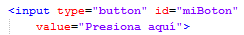 <input type="button" id="miBoton"
value="Presiona aquí">